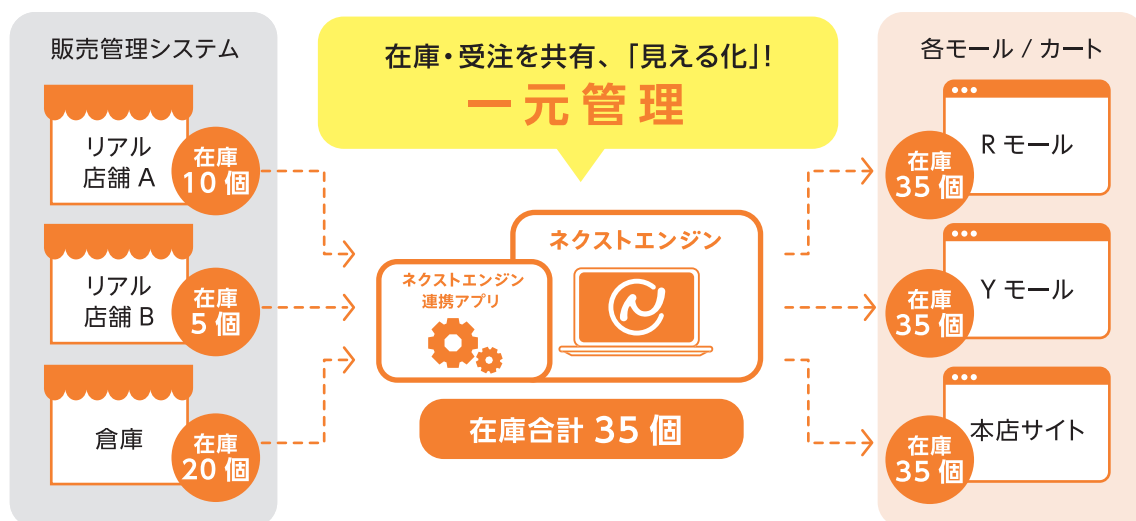 販売管理システム
リアル
店舗 A
在庫
10 個
リアル
店舗 B
在庫
5 個
倉庫
在庫
20 個
在庫・受注を共有、「見える化」!
一元管理
ネクストエンジン
ネクストエンジン
連携アプリ
在庫合計 35 個
各モール / カート
R モール
在庫
35 個
Y モール
在庫
35 個
本店サイト
在庫
35 個